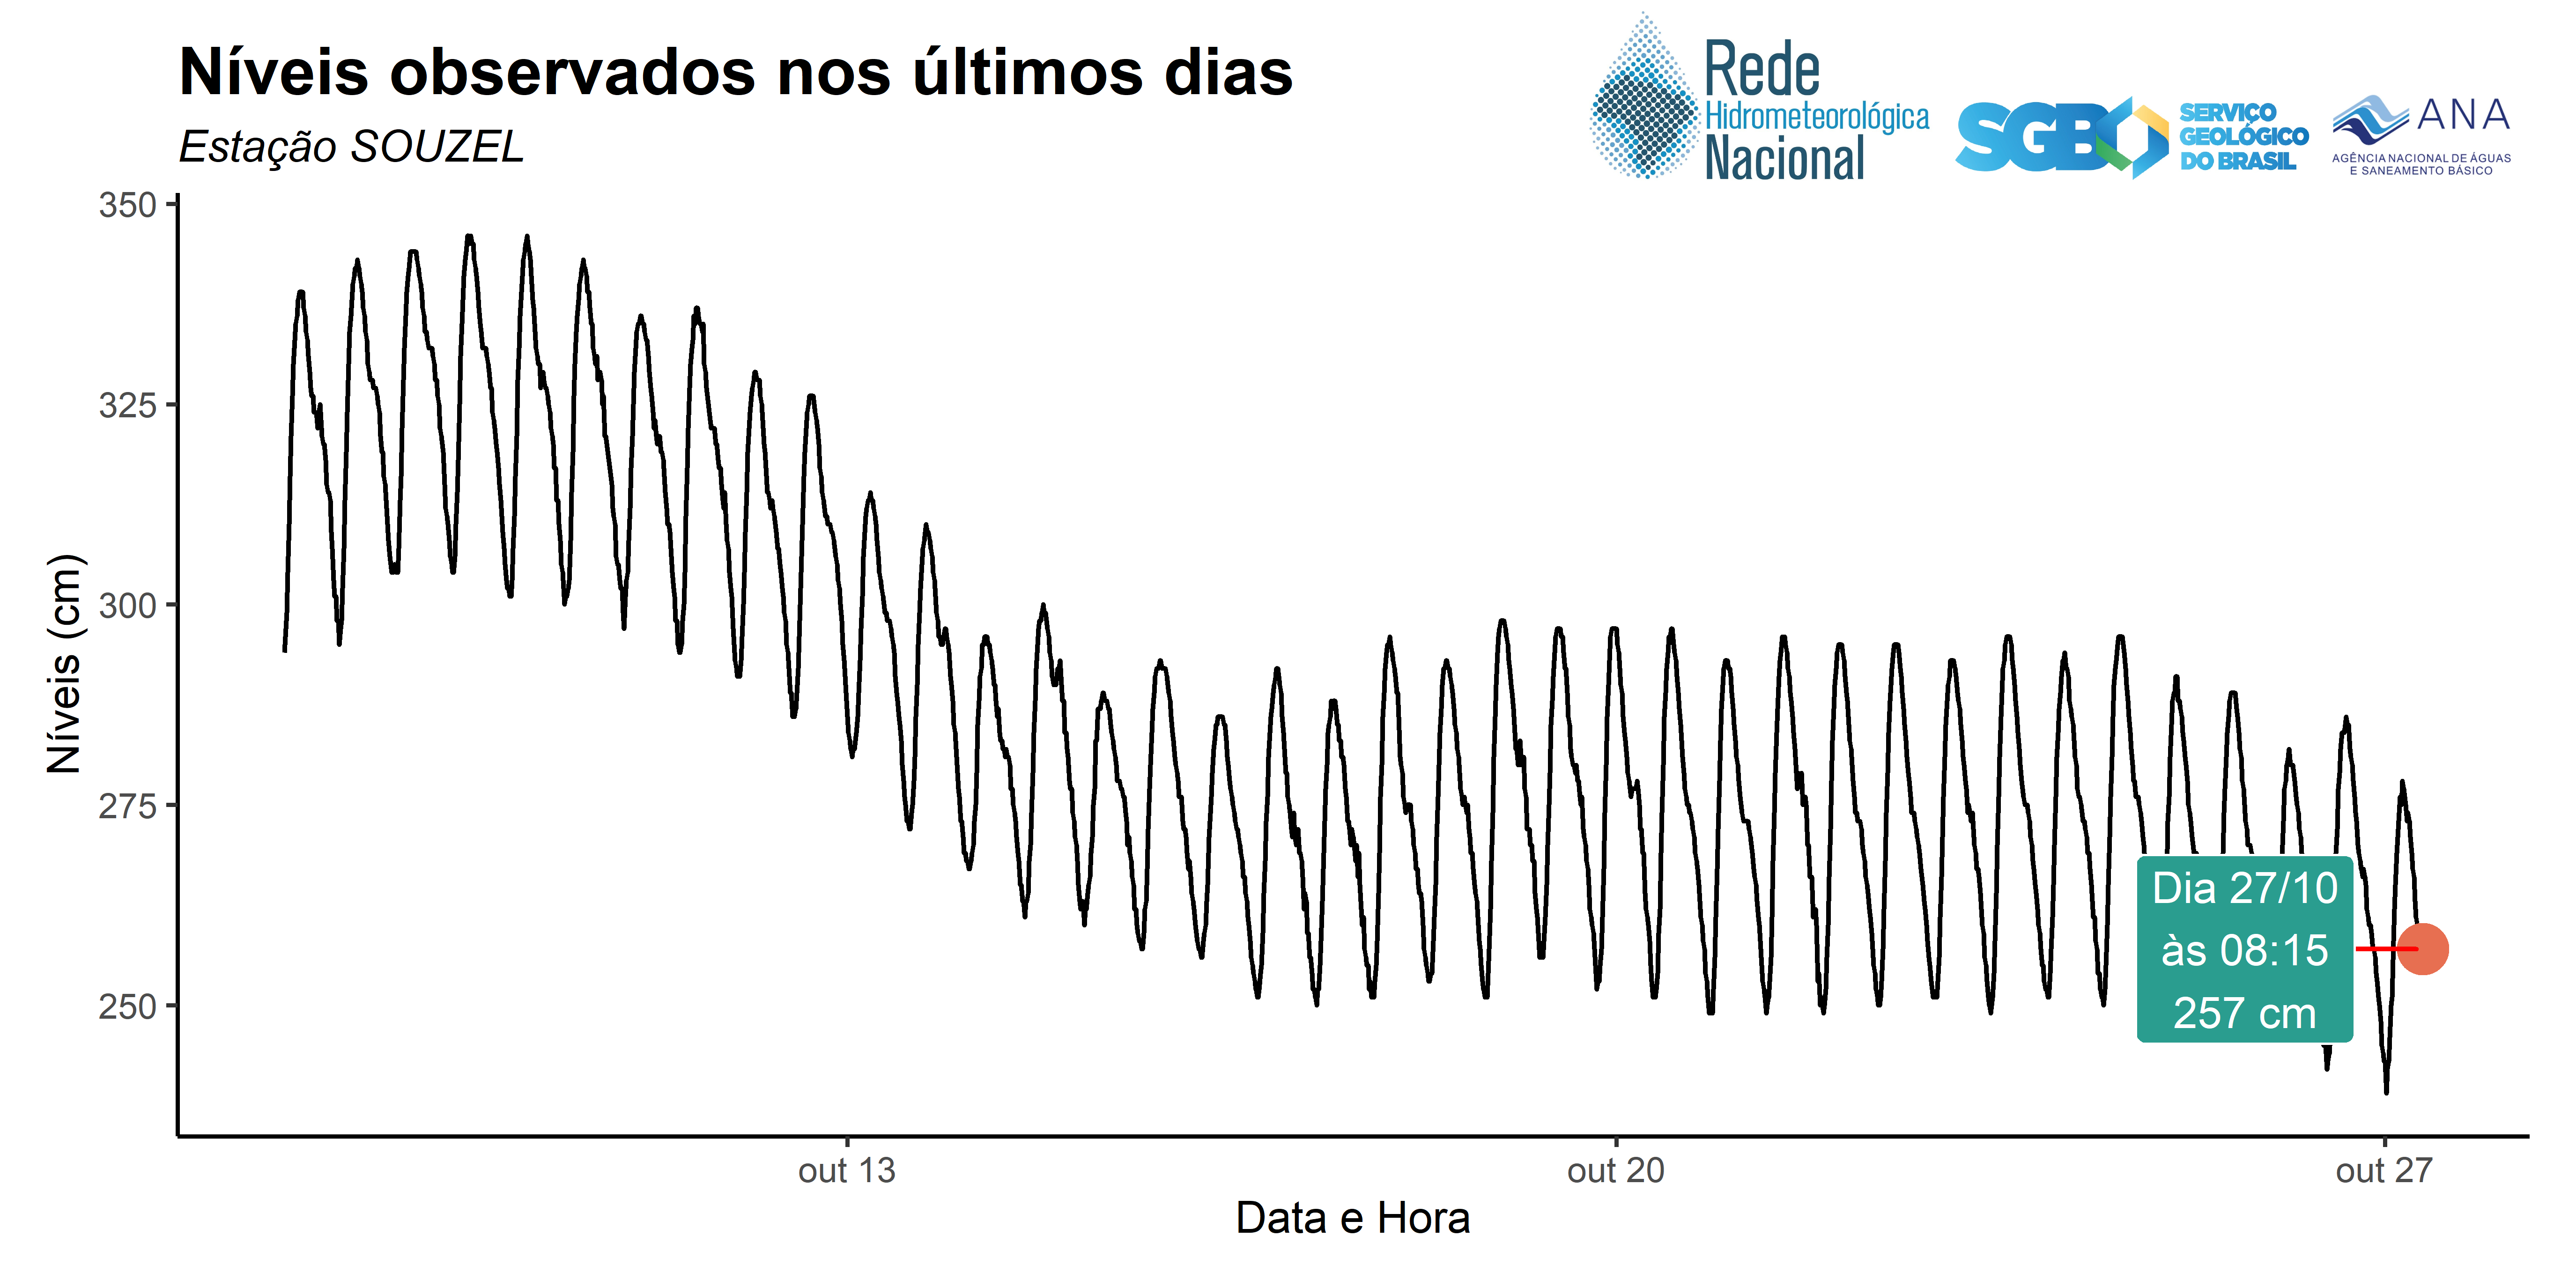 Níveis observados nos últimos dias
Estação SOUZEL
Rede
Hidrometeorológica
Nacional
SGB
SERVIÇO
GEOLÓGICO
DO BRASIL
ANA
AGÊNCIA NACIONAL DE ÁGUAS
E SANEAMENTO BÁSICO
350
325
300
275
250
Níveis (cm)
Dia 27/10
às 08:15
257 cm
out 13
out 20
out 27
Data e Hora